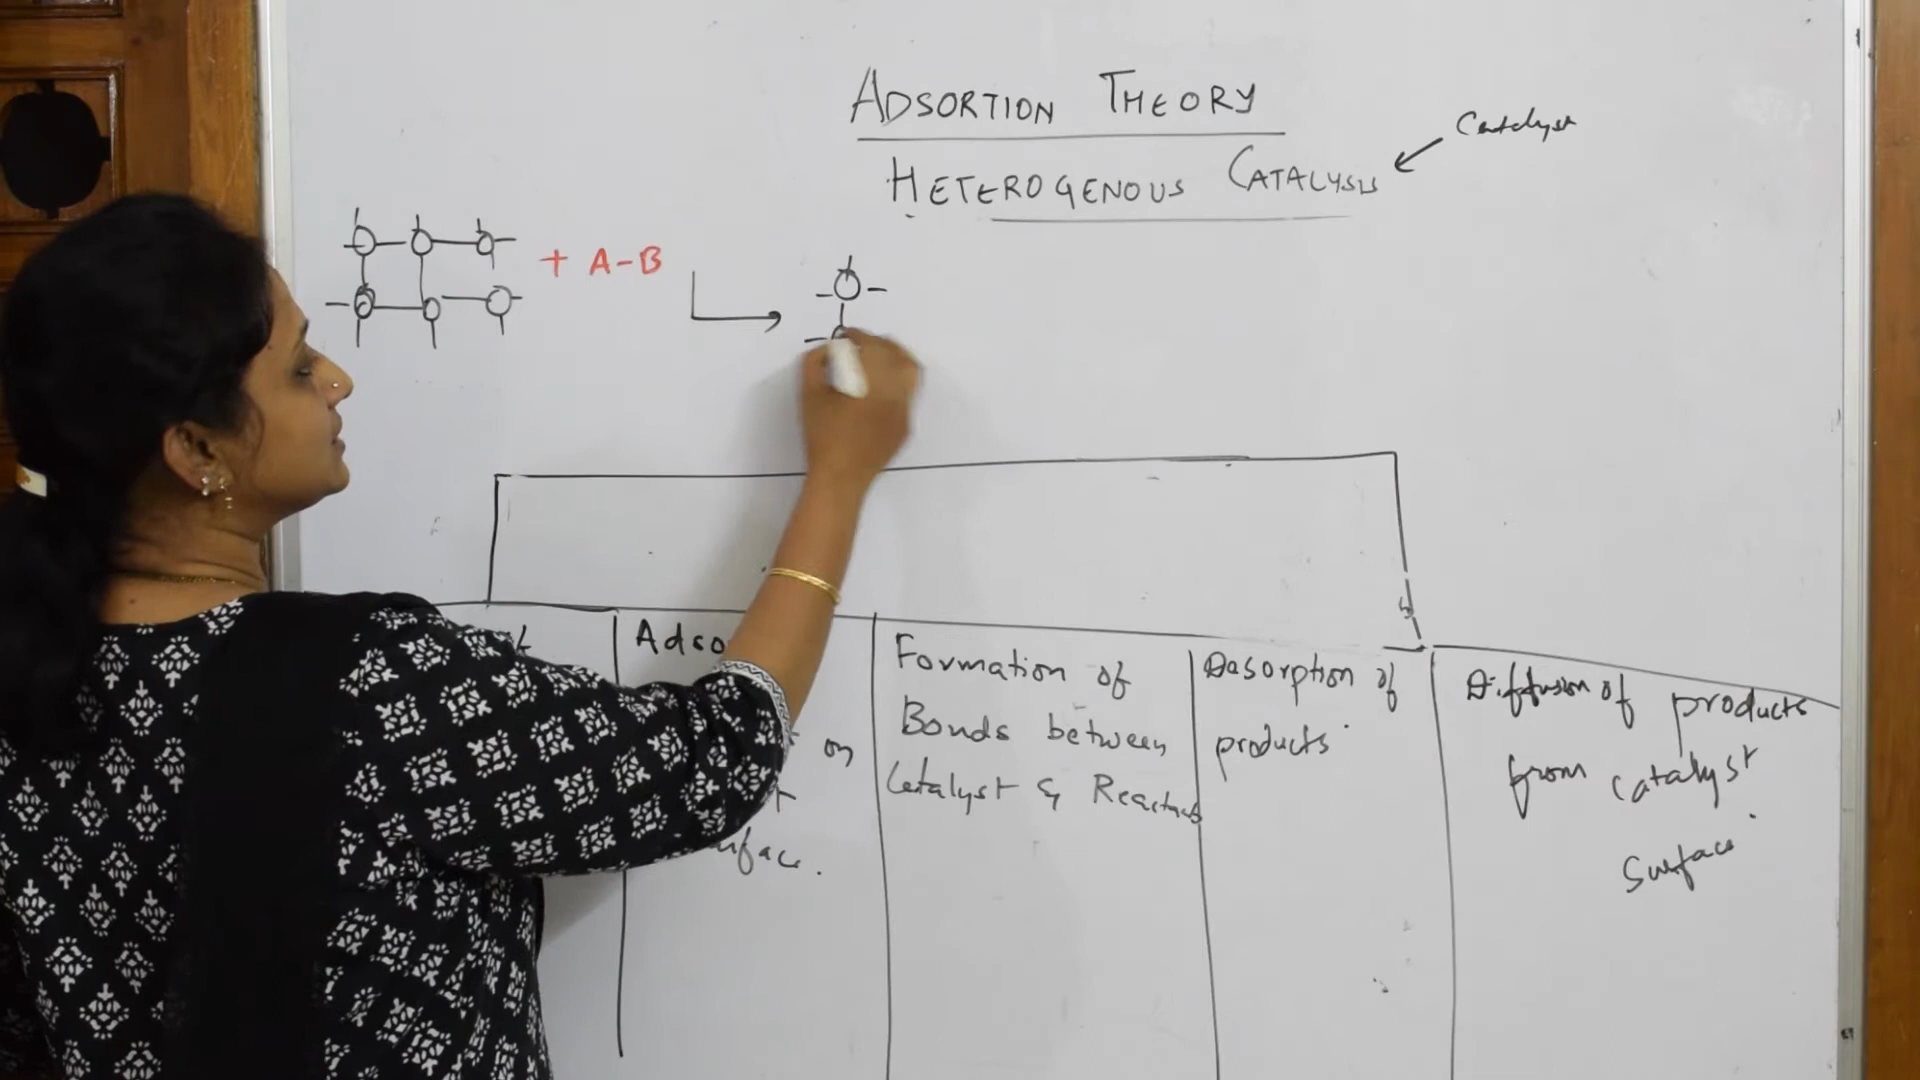 ADSORTION THEORY
HETEROGENOUS CATALYSIS
Catalyst
+ A-B
Adso
on
urface.
Formation of
Bonds between
Catalyst & Reactants
Desorption of
products
Diffusion of products
from catalyst
surface